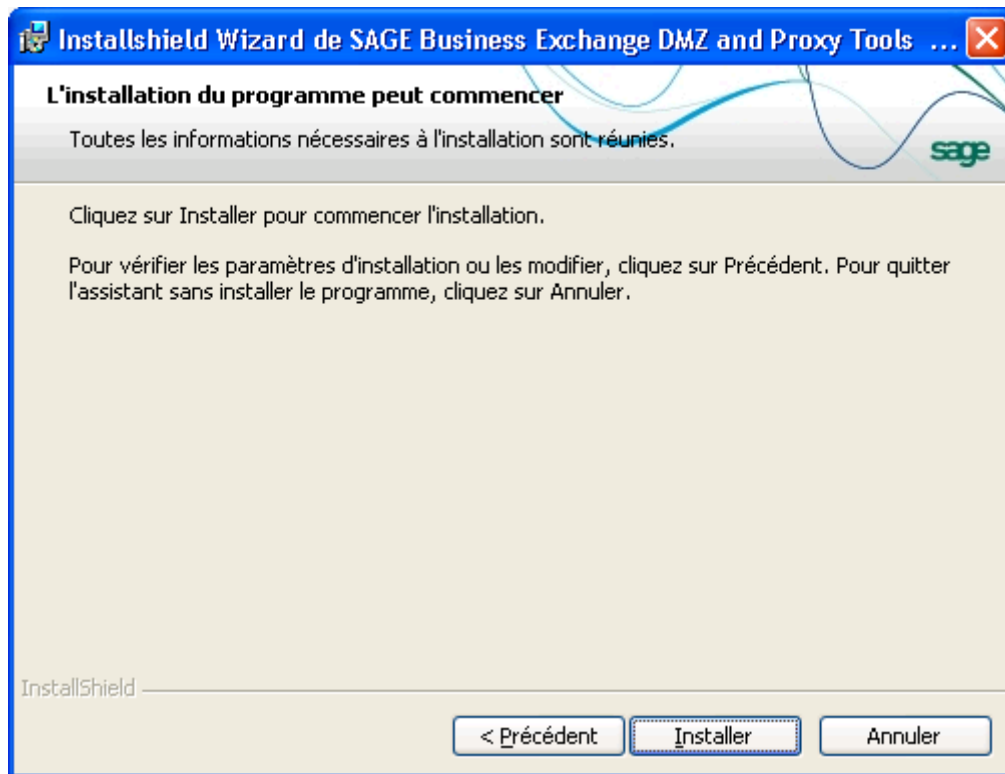 Installshield Wizard de SAGE Business Exchange DMZ and Proxy Tools ...
L'installation du programme peut commencer
Toutes les informations nécessaires à l'installation sont réunies.
sage
Cliquez sur Installer pour commencer l'installation.
Pour vérifier les paramètres d'installation ou les modifier, cliquez sur Précédent. Pour quitter
l'assistant sans installer le programme, cliquez sur Annuler.
InstallShield
< Précédent Installer Annuler